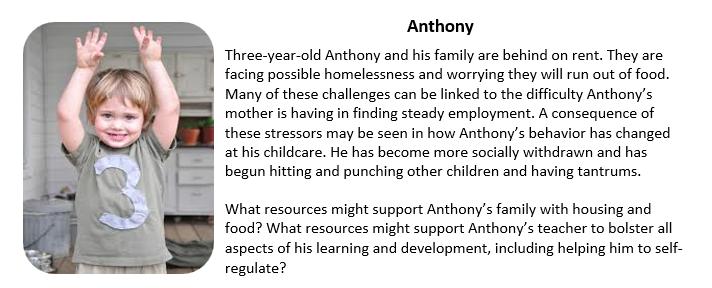 Anthony
Three-year-old Anthony and his family are behind on rent. They are
facing possible homelessness and worrying they will run out of food.
Many of these challenges can be linked to the difficulty Anthony’s
mother is having in finding steady employment. A consequence of
these stressors may be seen in how Anthony’s behavior has changed
at his childcare. He has become more socially withdrawn and has
begun hitting and punching other children and having tantrums.
What resources might support Anthony’s family with housing and
food? What resources might support Anthony’s teacher to bolster all
aspects of his learning and development, including helping him to self-
regulate?
3